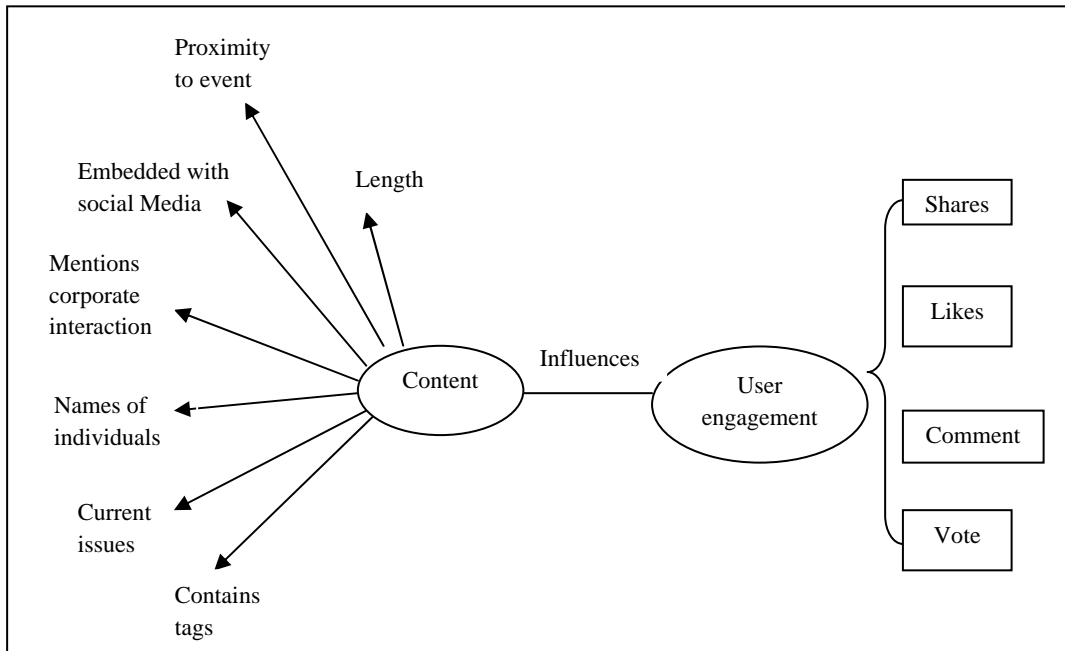 Proximity
to event
Embedded with
social Media
Length
Mentions
corporate
interaction
Names of
individuals
Current
issues
Contains
tags
Content
Influences
User
engagement
Shares
Likes
Comment
Vote